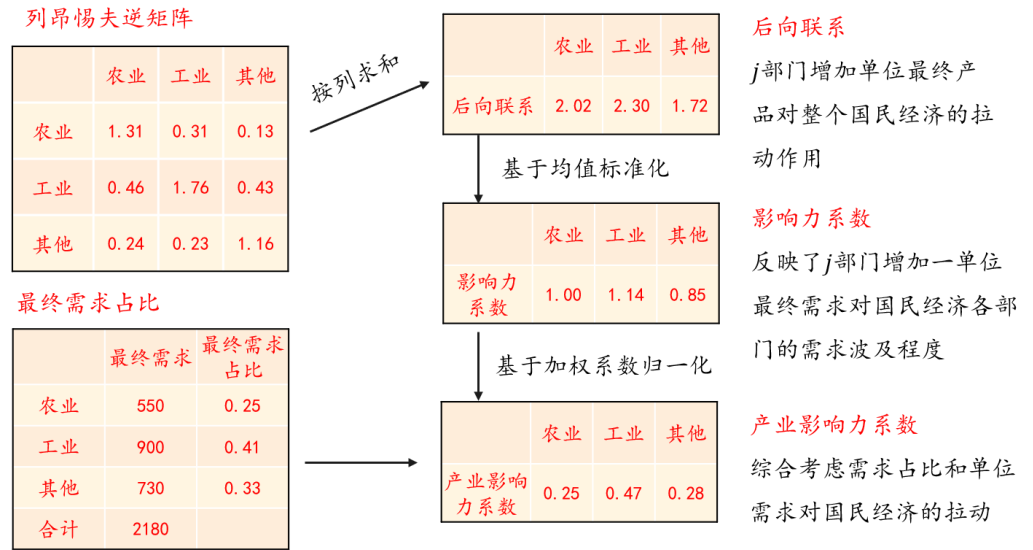 列昂惕夫逆矩阵
农业 工业 其他
农业 1.31 0.31 0.13
工业 0.46 1.76 0.43
其他 0.24 0.23 1.16
最终需求占比
最终需求 最终需求
占比
农业 550 0.25
工业 900 0.41
其他 730 0.33
合计 2180
按列求和
农业 工业 其他
后向联系 2.02 2.30 1.72
基于均值标准化
农业 工业 其他
影响力
系数 1.00 1.14 0.85
基于加权系数归一化
农业 工业 其他
产业影响
力系数 0.25 0.47 0.28
后向联系
j部门增加单位最终产
品对整个国民经济的拉
动作用
影响力系数
反映了j部门增加一单位
最终需求对国民经济各部
门的需求波及程度
产业影响力系数
综合考虑需求占比和单位
需求对国民经济的拉动